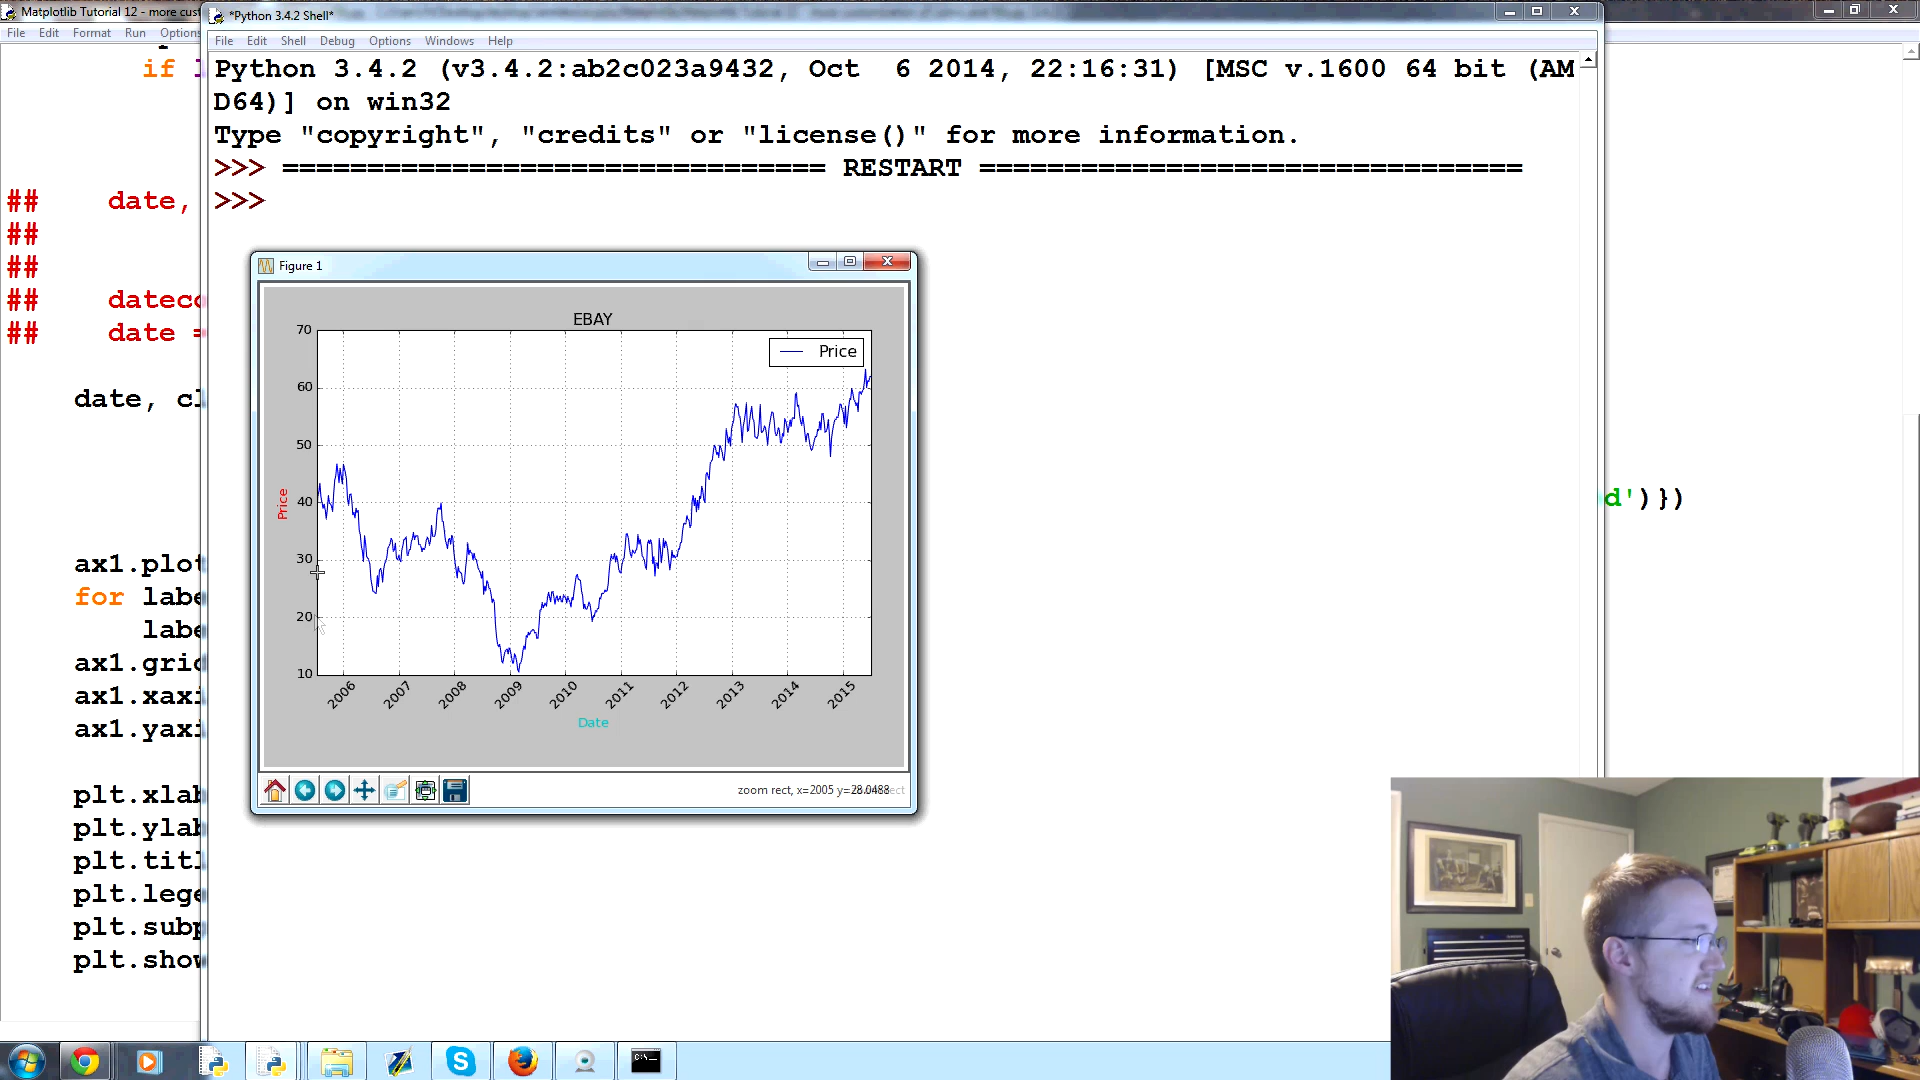 Matplotlib Tutorial 12 - more cust
File Edit Format Run Options
if l
## date,
##
##
## dateco
## date =
date, cl
d')})
ax1.plot
for labe
labe
ax1.grid
ax1.xaxi
ax1.yaxi
plt.xlab
plt.ylab
plt.titl
plt.lege
plt.subp
plt.show
*Python 3.4.2 Shell*
File Edit Shell Debug Options Windows Help
Python 3.4.2 (v3.4.2:ab2c023a9432, Oct 6 2014, 22:16:31) [MSC v.1600 64 bit (AM
D64)] on win32
Type "copyright", "credits" or "license()" for more information.
>>> ================================ RESTART ================================
>>>
Figure 1
EBAY
Price
70
60
50
40
30
20
10
Price
2006 2007 2008 2009 2010 2011 2012 2013 2014 2015
Date
zoom rect, x=2005 y=28.0488
C:\_